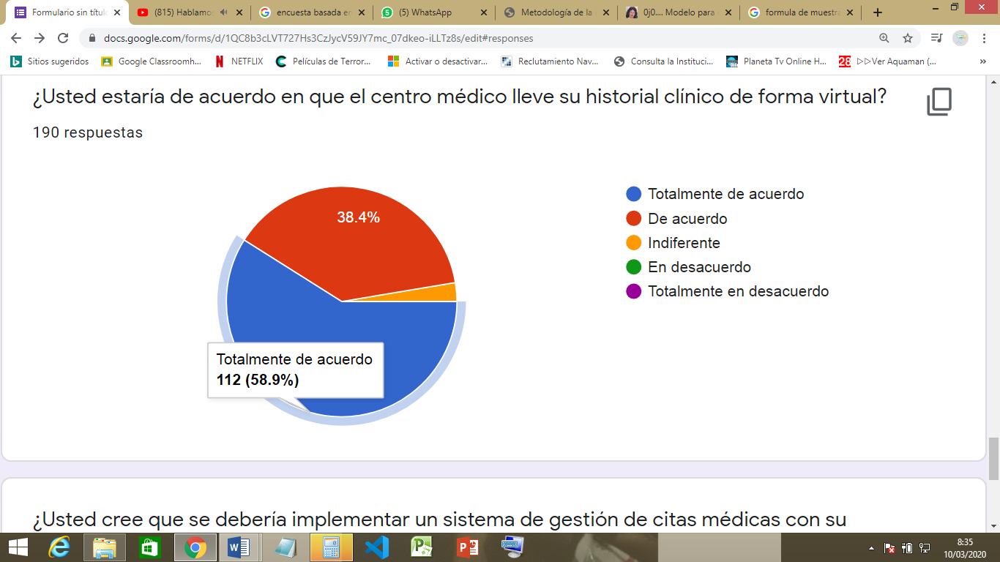 Formulario sin títul
(815) Hablamos
encuesta basada en
(5) WhatsApp
Metodología de la
0j0.... Modelo para
formula de muestra
docs.google.com/forms/d/1QC8b3cLVT727Hs3CzJycV59JY7mc_07dkeo-iLLTz8s/edit#responses
Sitios sugeridos
Google Classroomh...
NETFLIX
Películas de Terror...
Activar o desactivar...
Reclutamiento Nav...
Consulta la Instituci...
Planeta Tv Online H...
28 ▷▷Ver Aquaman (...
»
¿Usted estaría de acuerdo en que el centro médico lleve su historial clínico de forma virtual?
190 respuestas
38.4%
Totalmente de acuerdo
112 (58.9%)
Totalmente de acuerdo
De acuerdo
Indiferente
En desacuerdo
Totalmente en desacuerdo
¿Usted cree que se debería implementar un sistema de gestión de citas médicas con su
8:35
10/03/2020